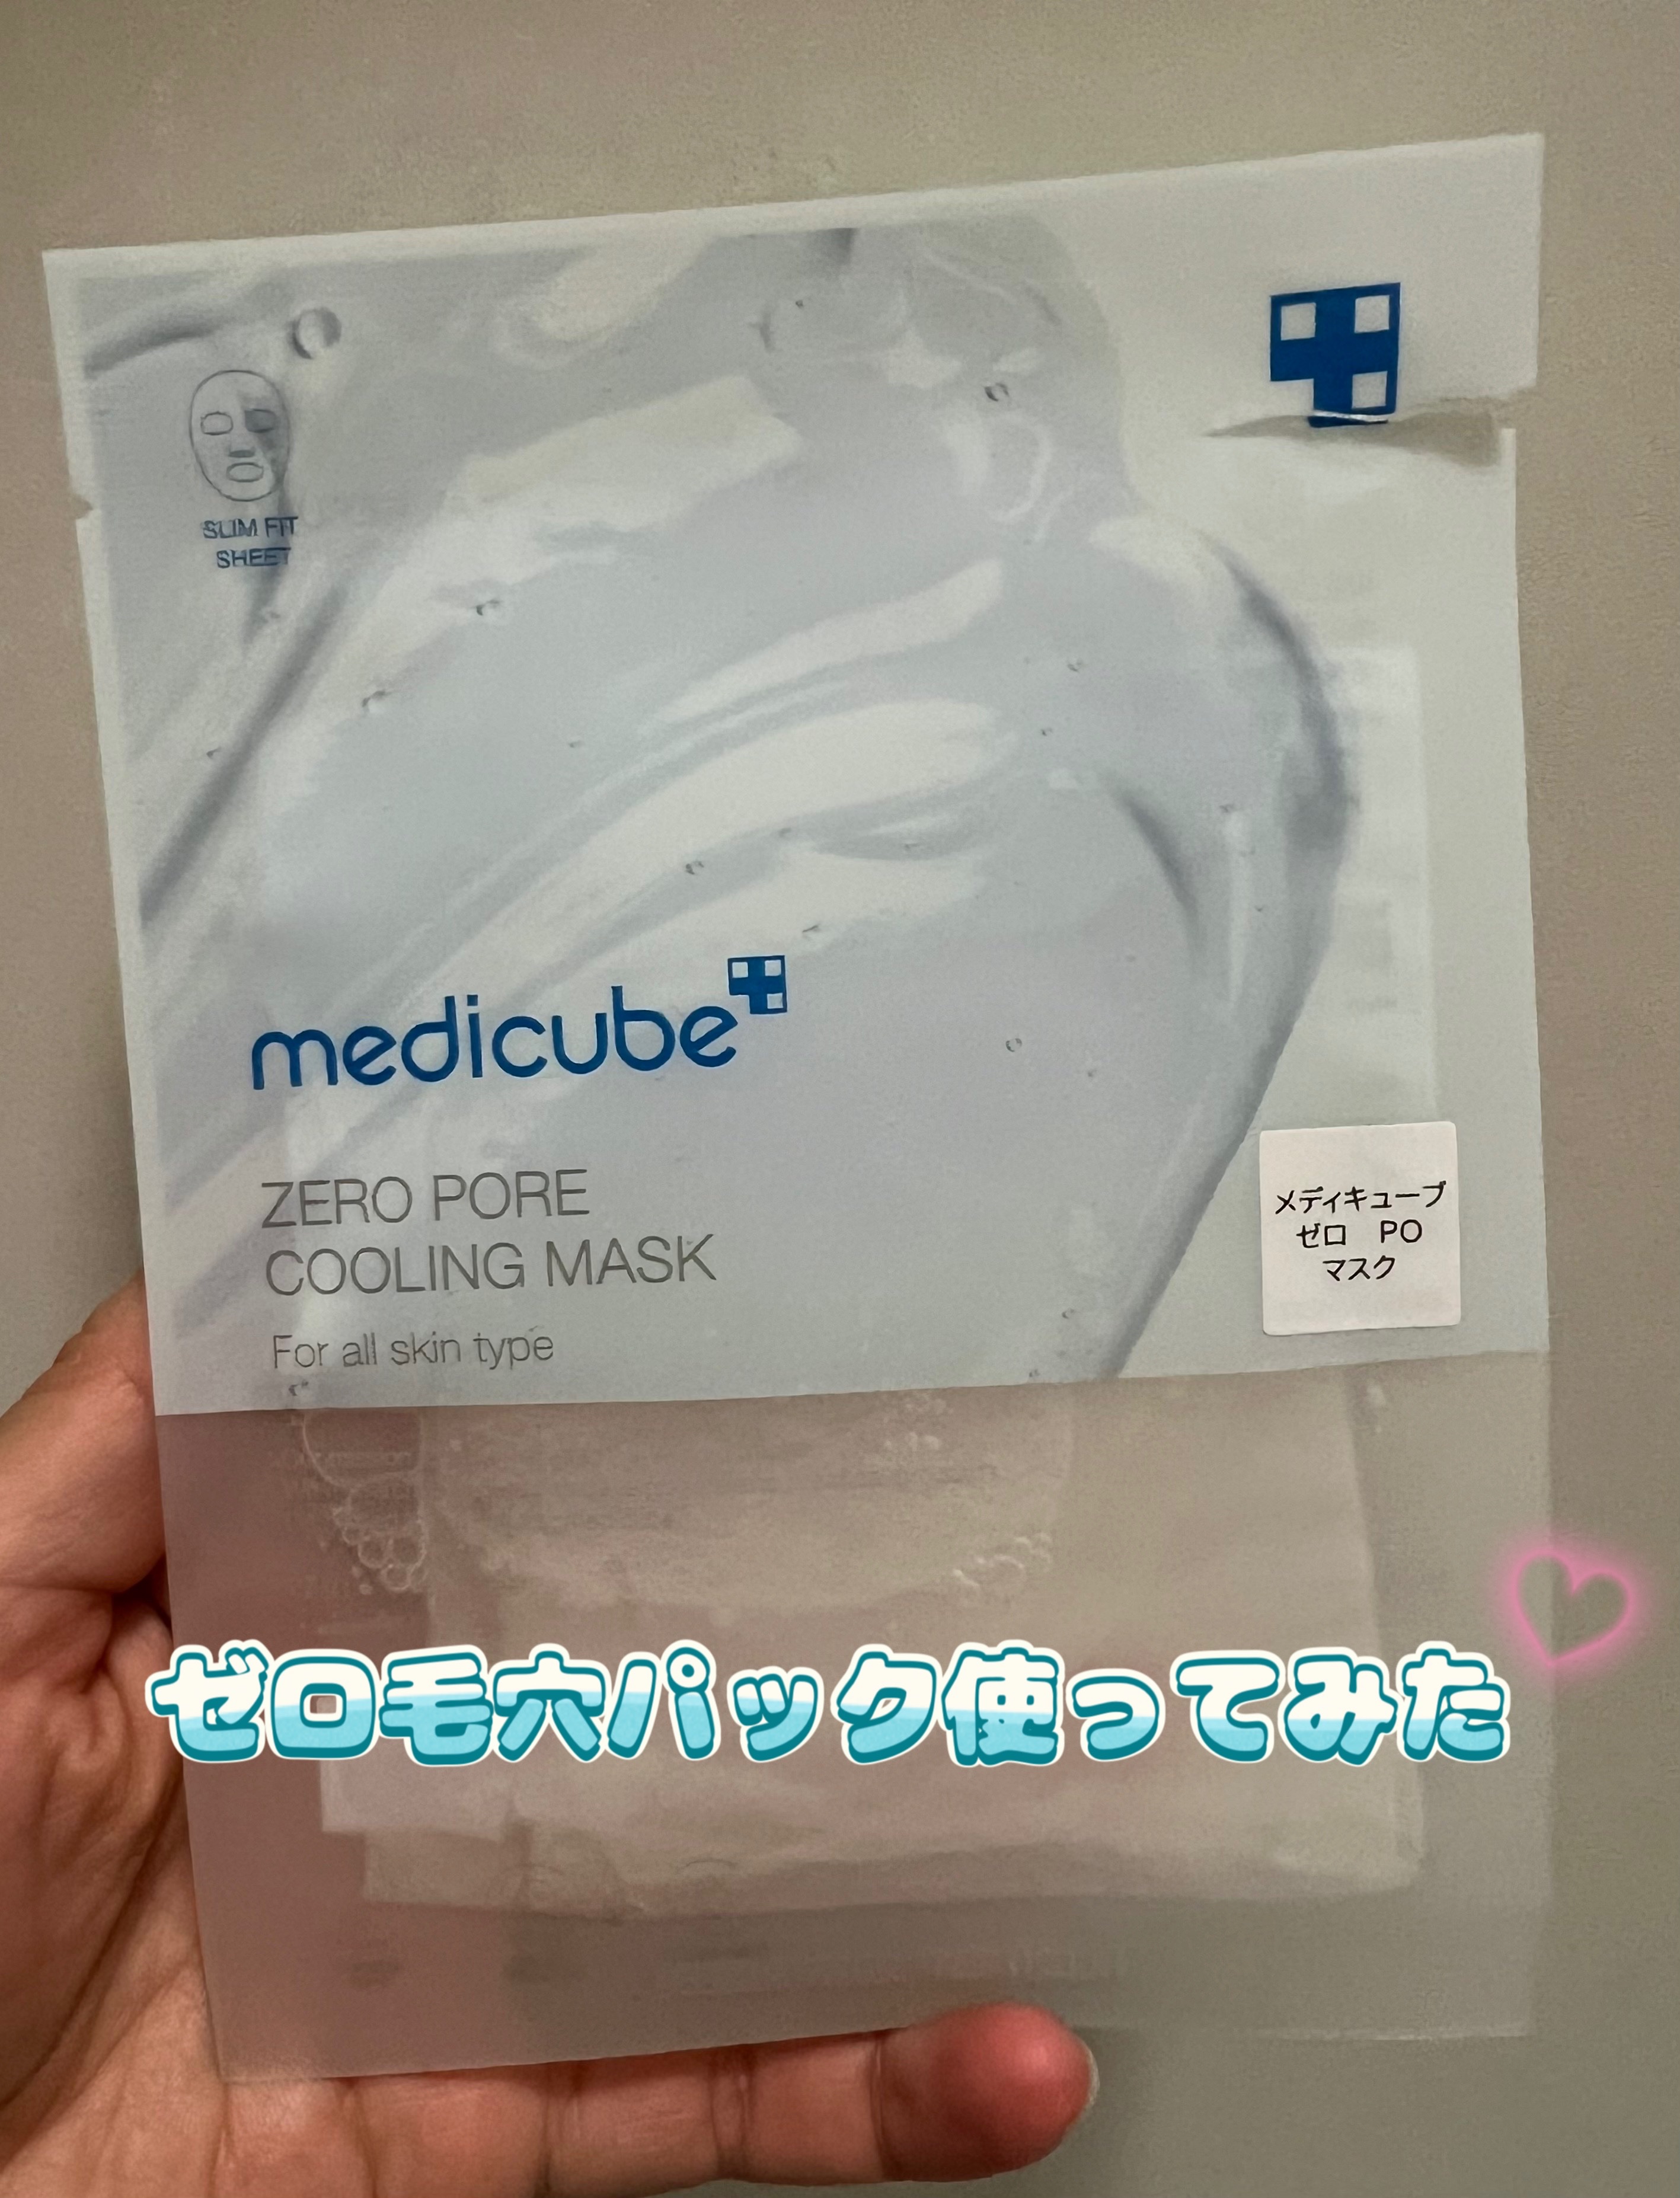 SLIM FIT
SHEET
medicube
ZERO PORE
COOLING MASK
For all skin type
メディキューブ
ゼロ PO
マスク
ゼロ毛穴パック使ってみた